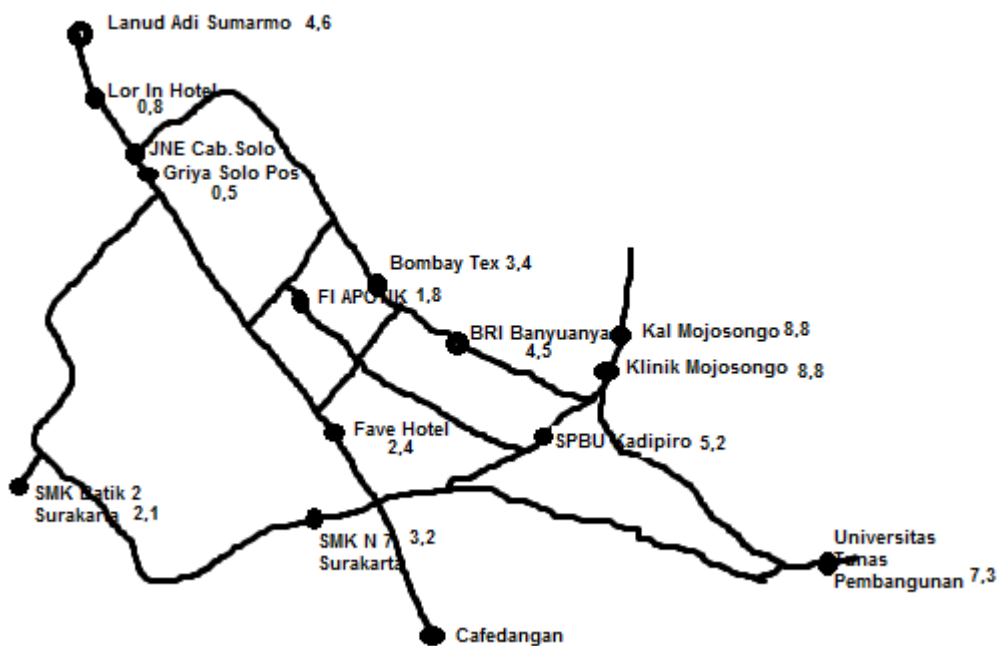 Lanud Adi Sumarmo 4,6
Lor In Hotel
0,8
JNE Cab.Solo
Griya Solo Pos
0,5
Bombay Tex 3,4
FI APOTIK 1,8
BRI Banyuanyar
4,5
Kal Mojosongo 8,8
Klinik Mojosongo 8,8
Fave Hotel
2,4
SPBU Kadipiro 5,2
SMK Batik 2
Surakarta 2,1
SMK N 7 3,2
Surakarta
Universitas
Tunas
Pembangunan 7,3
Cafedangan